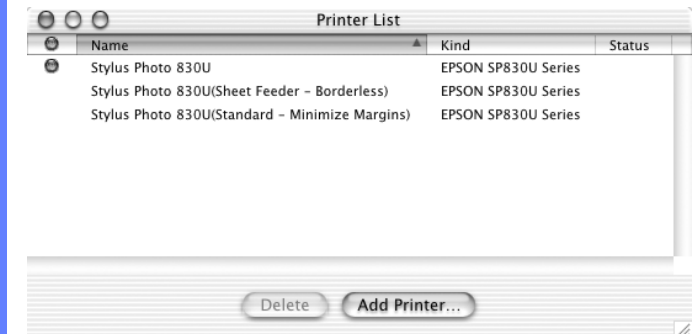 Printer List
Name Kind Status
Stylus Photo 830U EPSON SP830U Series
Stylus Photo 830U(Sheet Feeder - Borderless) EPSON SP830U Series
Stylus Photo 830U(Standard - Minimize Margins) EPSON SP830U Series
Delete Add Printer...